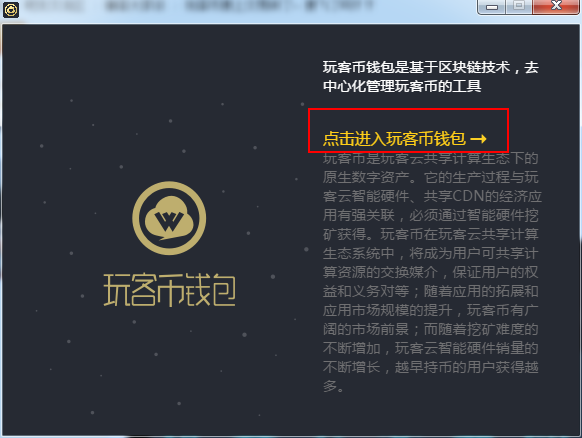 玩客币钱包是基于区块链技术，去
中心化管理玩客币的工具
点击进入玩客币钱包 →
玩客币是玩客云共享计算生态下的
原生数字资产。它的生产过程与玩
客云智能硬件、共享CDN的经济应
用有强关联，必须通过智能硬件挖
矿获得。玩客币在玩客云共享计算
生态系统中，将成为用户可共享计
算资源的交换媒介，保证用户的权
益和义务对等；随着应用的拓展和
应用市场规模的提升，玩客币有广
阔的市场前景；而随着挖矿难度的
不断增加，玩客云智能硬件销量的
不断增长，越早持币的用户获得越
多。
玩客币钱包